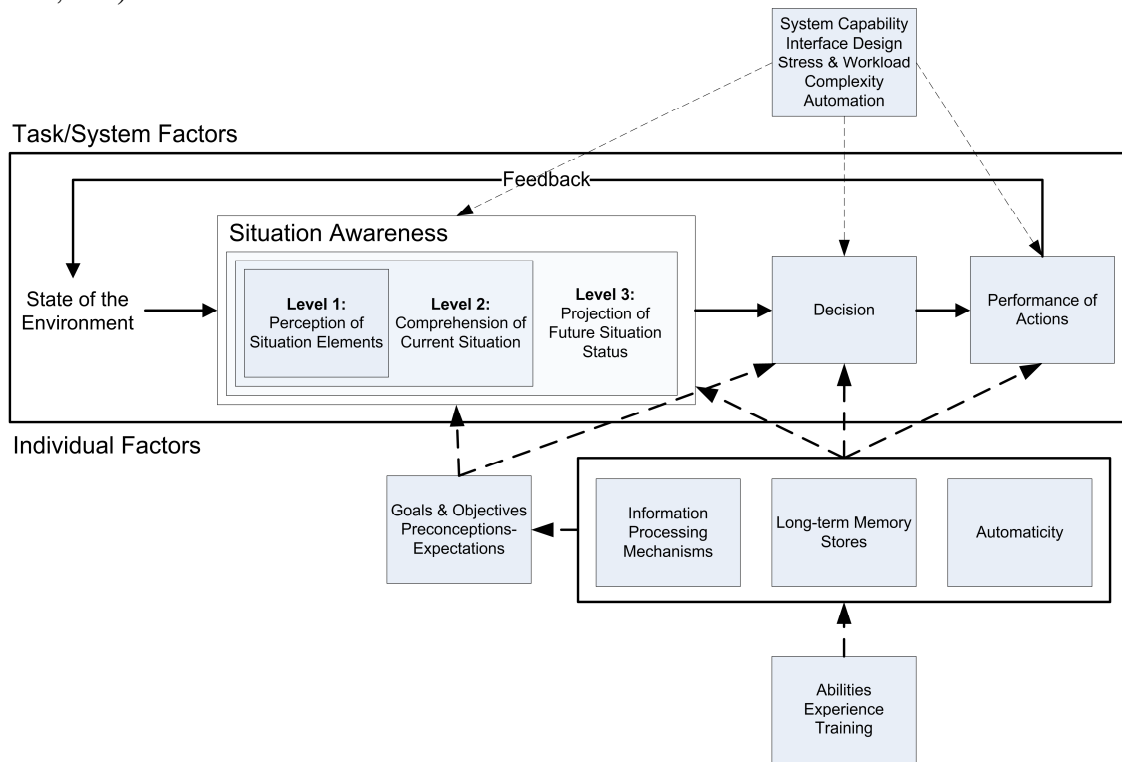 System Capability
Interface Design
Stress & Workload
Complexity
Automation
Task/System Factors
Feedback
Situation Awareness
State of the
Environment
Level 1:
Perception of
Situation Elements
Level 2:
Comprehension of
Current Situation
Level 3:
Projection of
Future Situation
Status
Decision
Performance of
Actions
Individual Factors
Goals & Objectives
Preconceptions-
Expectations
Information
Processing
Mechanisms
Long-term Memory
Stores
Automaticity
Abilities
Experience
Training